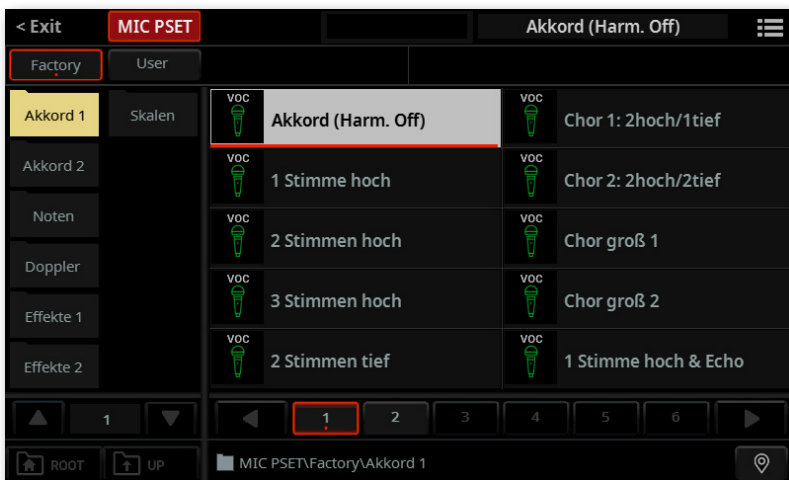 < Exit MIC PSET Akkord (Harm. Off)
Factory User
Akkord 1 Skalen
Akkord 2
Noten
Doppler
Effekte 1
Effekte 2
VOC Akkord (Harm. Off) VOC Chor 1: 2hoch/1tief
VOC 1 Stimme hoch VOC Chor 2: 2hoch/2tief
VOC 2 Stimmen hoch VOC Chor groß 1
VOC 3 Stimmen hoch VOC Chor groß 2
VOC 2 Stimmen tief VOC 1 Stimme hoch & Echo
1 1 2 3 4 5 6
ROOT UP MIC PSET\Factory\Akkord 1